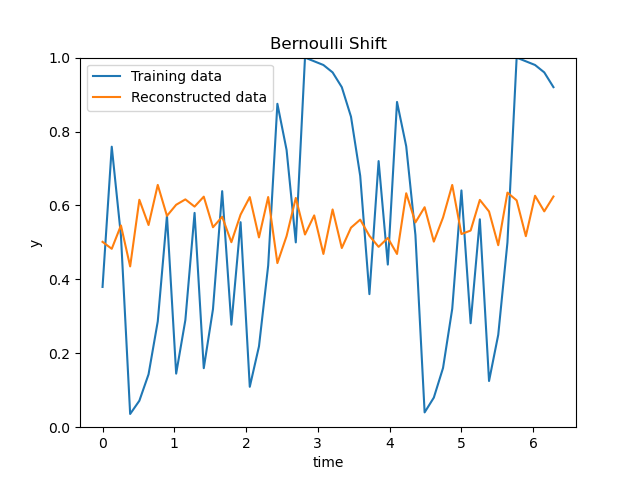 Bernoulli Shift
Training data
Reconstructed data
1.0
0.8
0.6
0.4
0.2
0.0
y
0 1 2 3 4 5 6
time